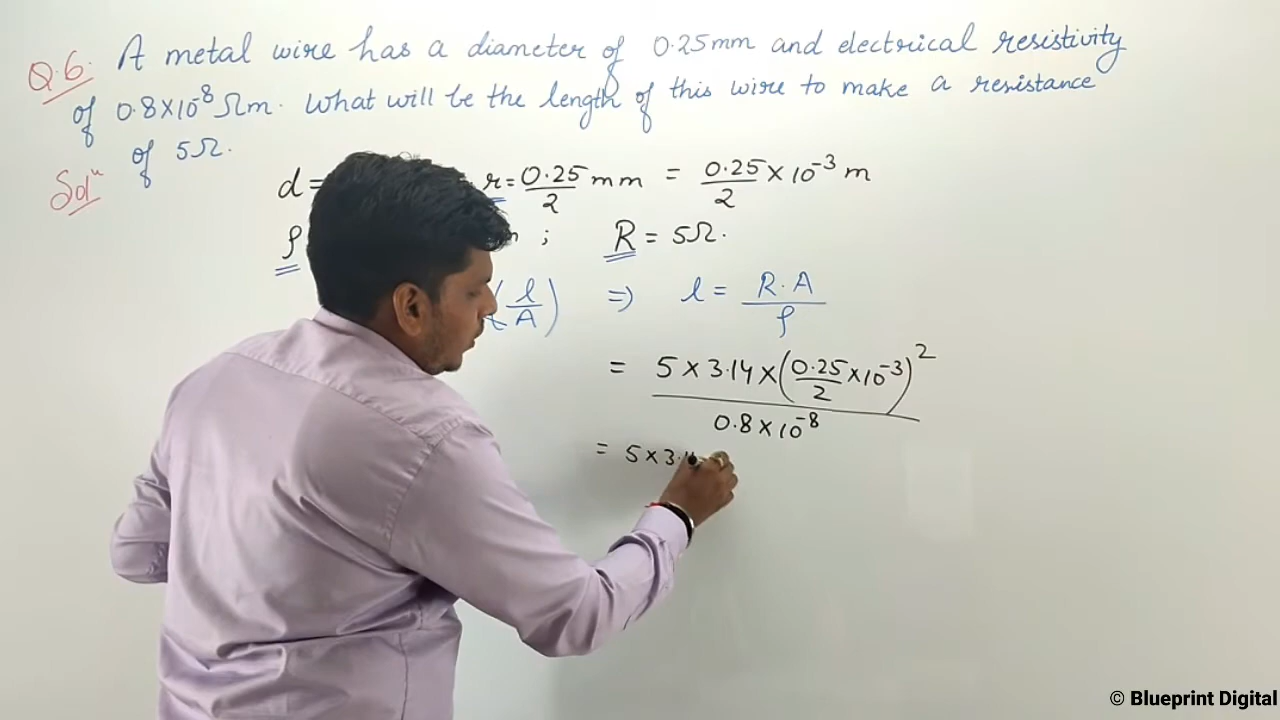 Q.6. A metal wire has a diameter of 0.25mm and electrical resistivity
of 0.8×10⁻⁸ Ωm. What will be the length of this wire to make a resistance
of 5Ω.
Solⁿ
d = r = 0.25/2 mm = 0.25/2 × 10⁻³ m
ρ ; R = 5Ω.
(l/A) ⇒ l = R·A/ρ
= 5 × 3.14 × (0.25/2 × 10⁻³)² / 0.8 × 10⁻⁸
= 5 × 3.
© Blueprint Digital